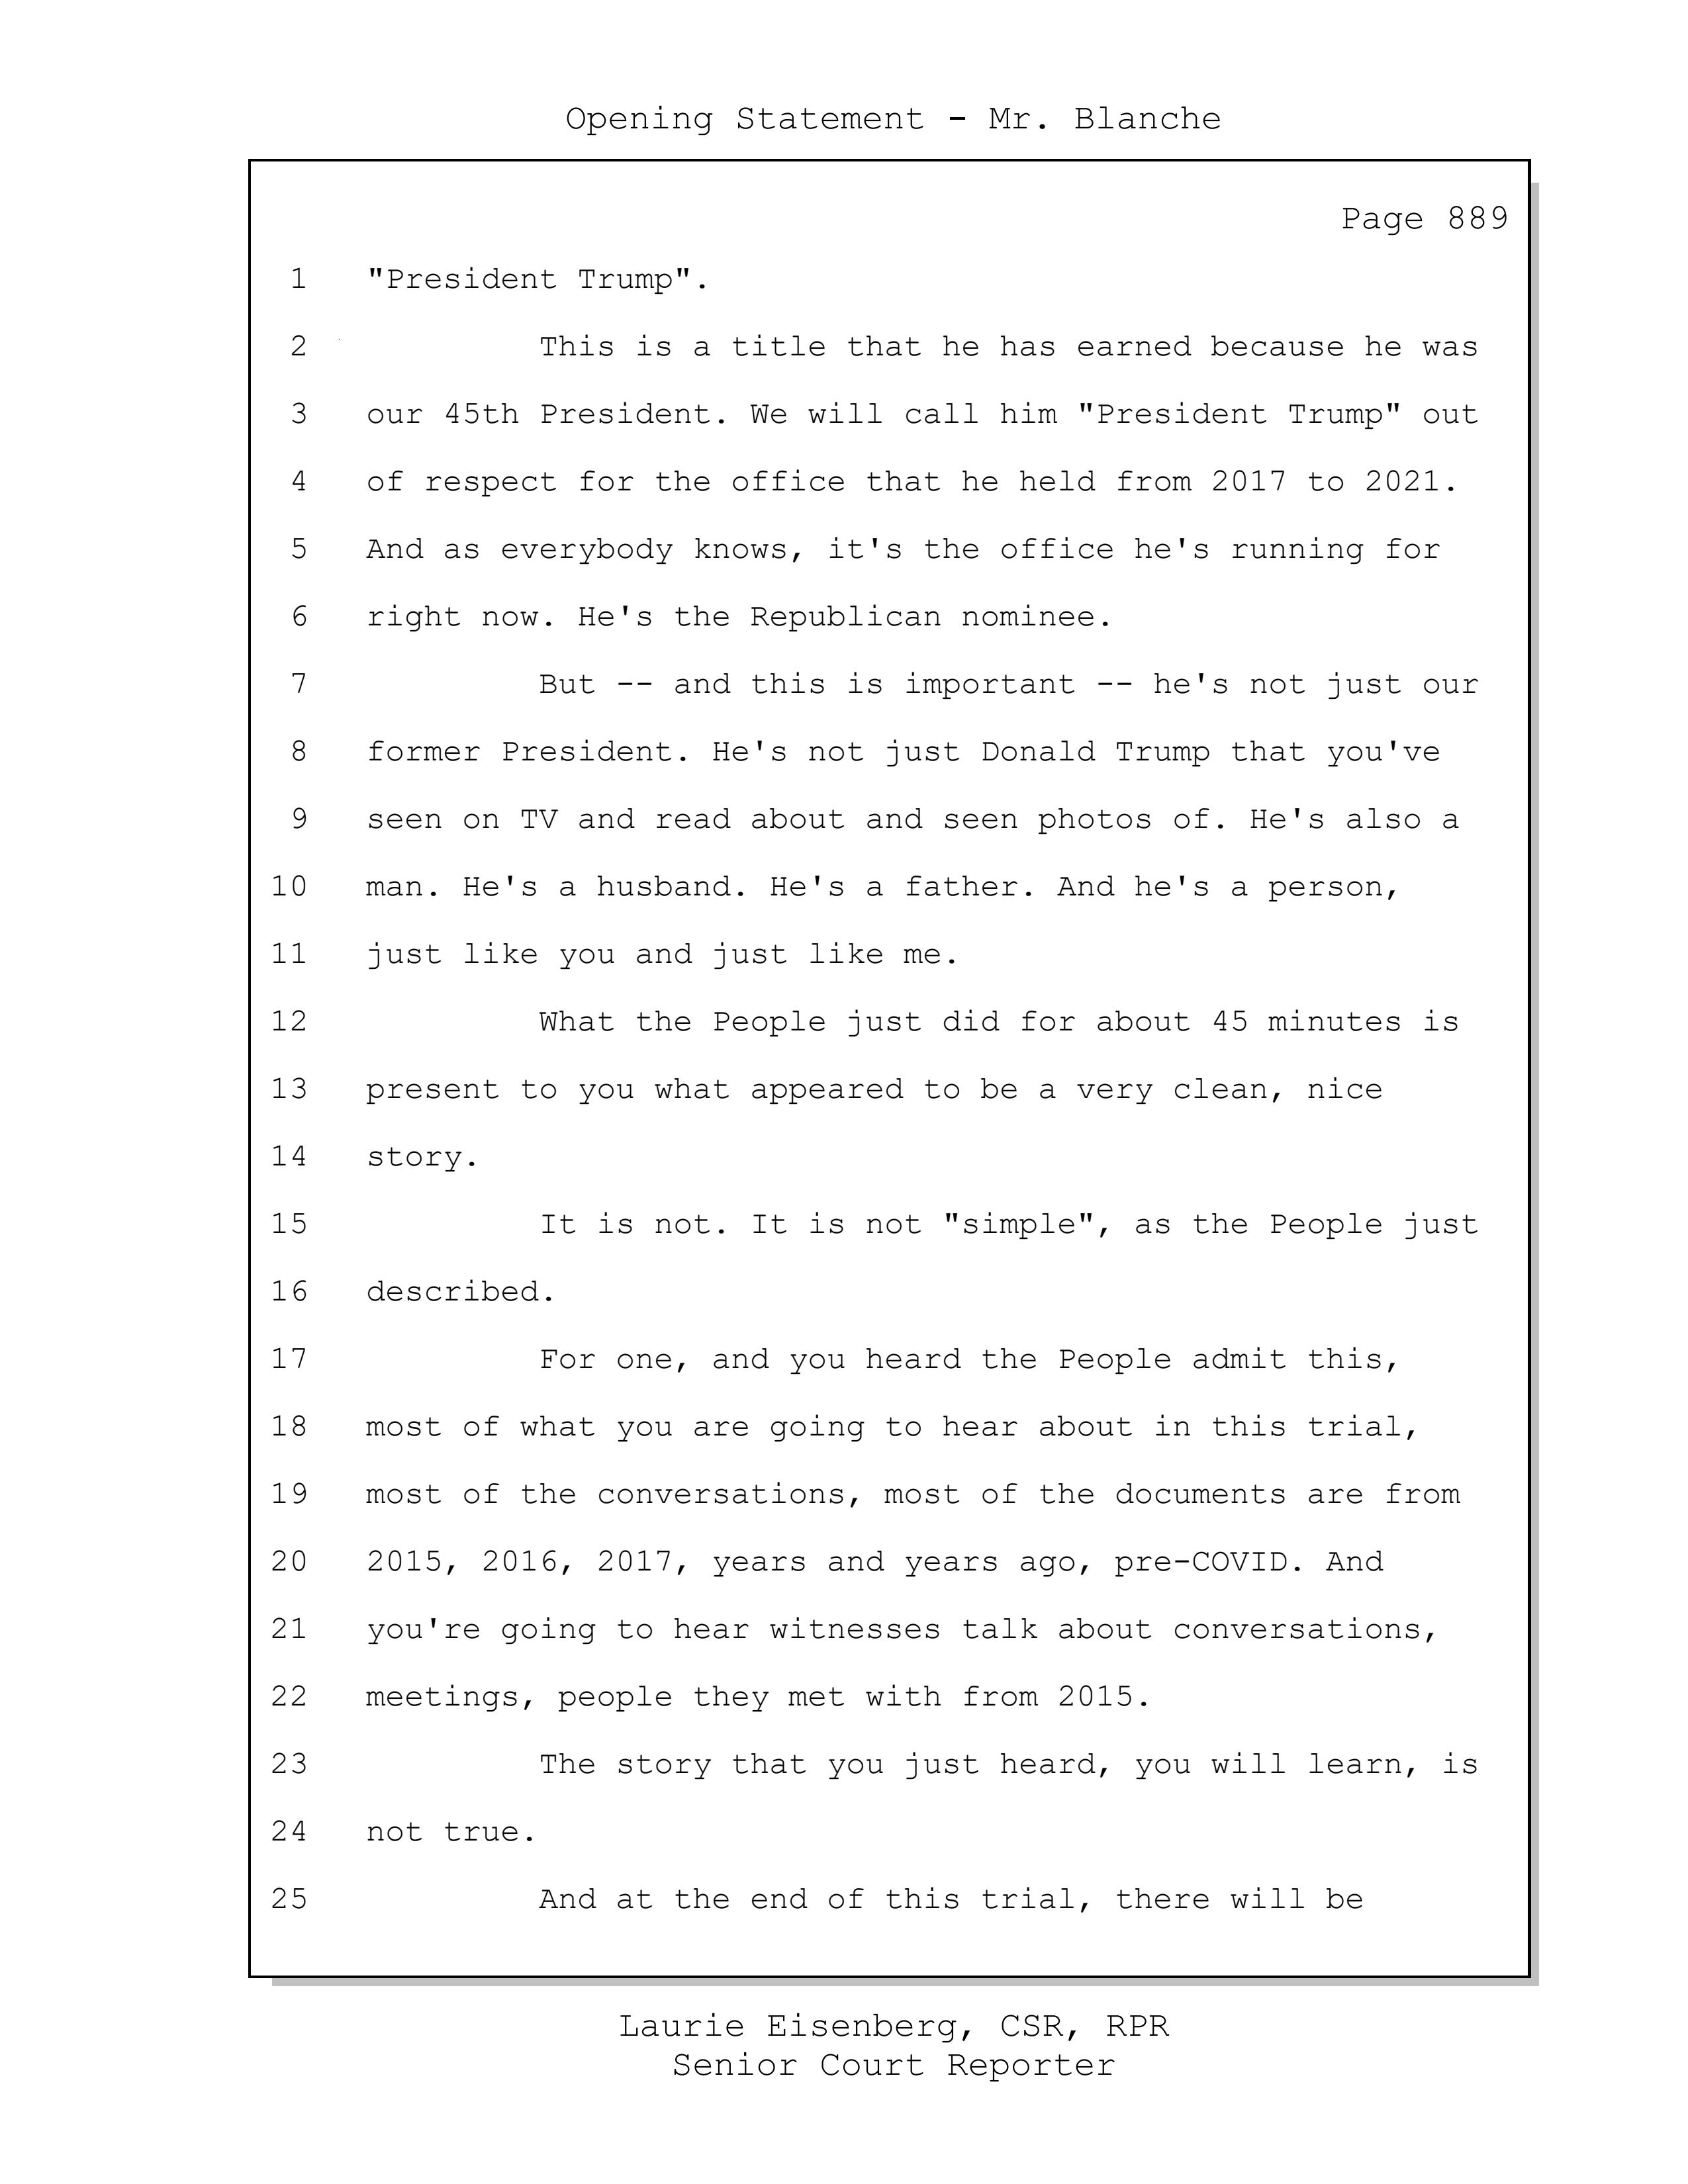 Opening Statement - Mr. Blanche
Page 889
1 "President Trump".
2 This is a title that he has earned because he was
3 our 45th President. We will call him "President Trump" out
4 of respect for the office that he held from 2017 to 2021.
5 And as everybody knows, it's the office he's running for
6 right now. He's the Republican nominee.
7 But -- and this is important -- he's not just our
8 former President. He's not just Donald Trump that you've
9 seen on TV and read about and seen photos of. He's also a
10 man. He's a husband. He's a father. And he's a person,
11 just like you and just like me.
12 What the People just did for about 45 minutes is
13 present to you what appeared to be a very clean, nice
14 story.
15 It is not. It is not "simple", as the People just
16 described.
17 For one, and you heard the People admit this,
18 most of what you are going to hear about in this trial,
19 most of the conversations, most of the documents are from
20 2015, 2016, 2017, years and years ago, pre-COVID. And
21 you're going to hear witnesses talk about conversations,
22 meetings, people they met with from 2015.
23 The story that you just heard, you will learn, is
24 not true.
25 And at the end of this trial, there will be
Laurie Eisenberg, CSR, RPR
Senior Court Reporter